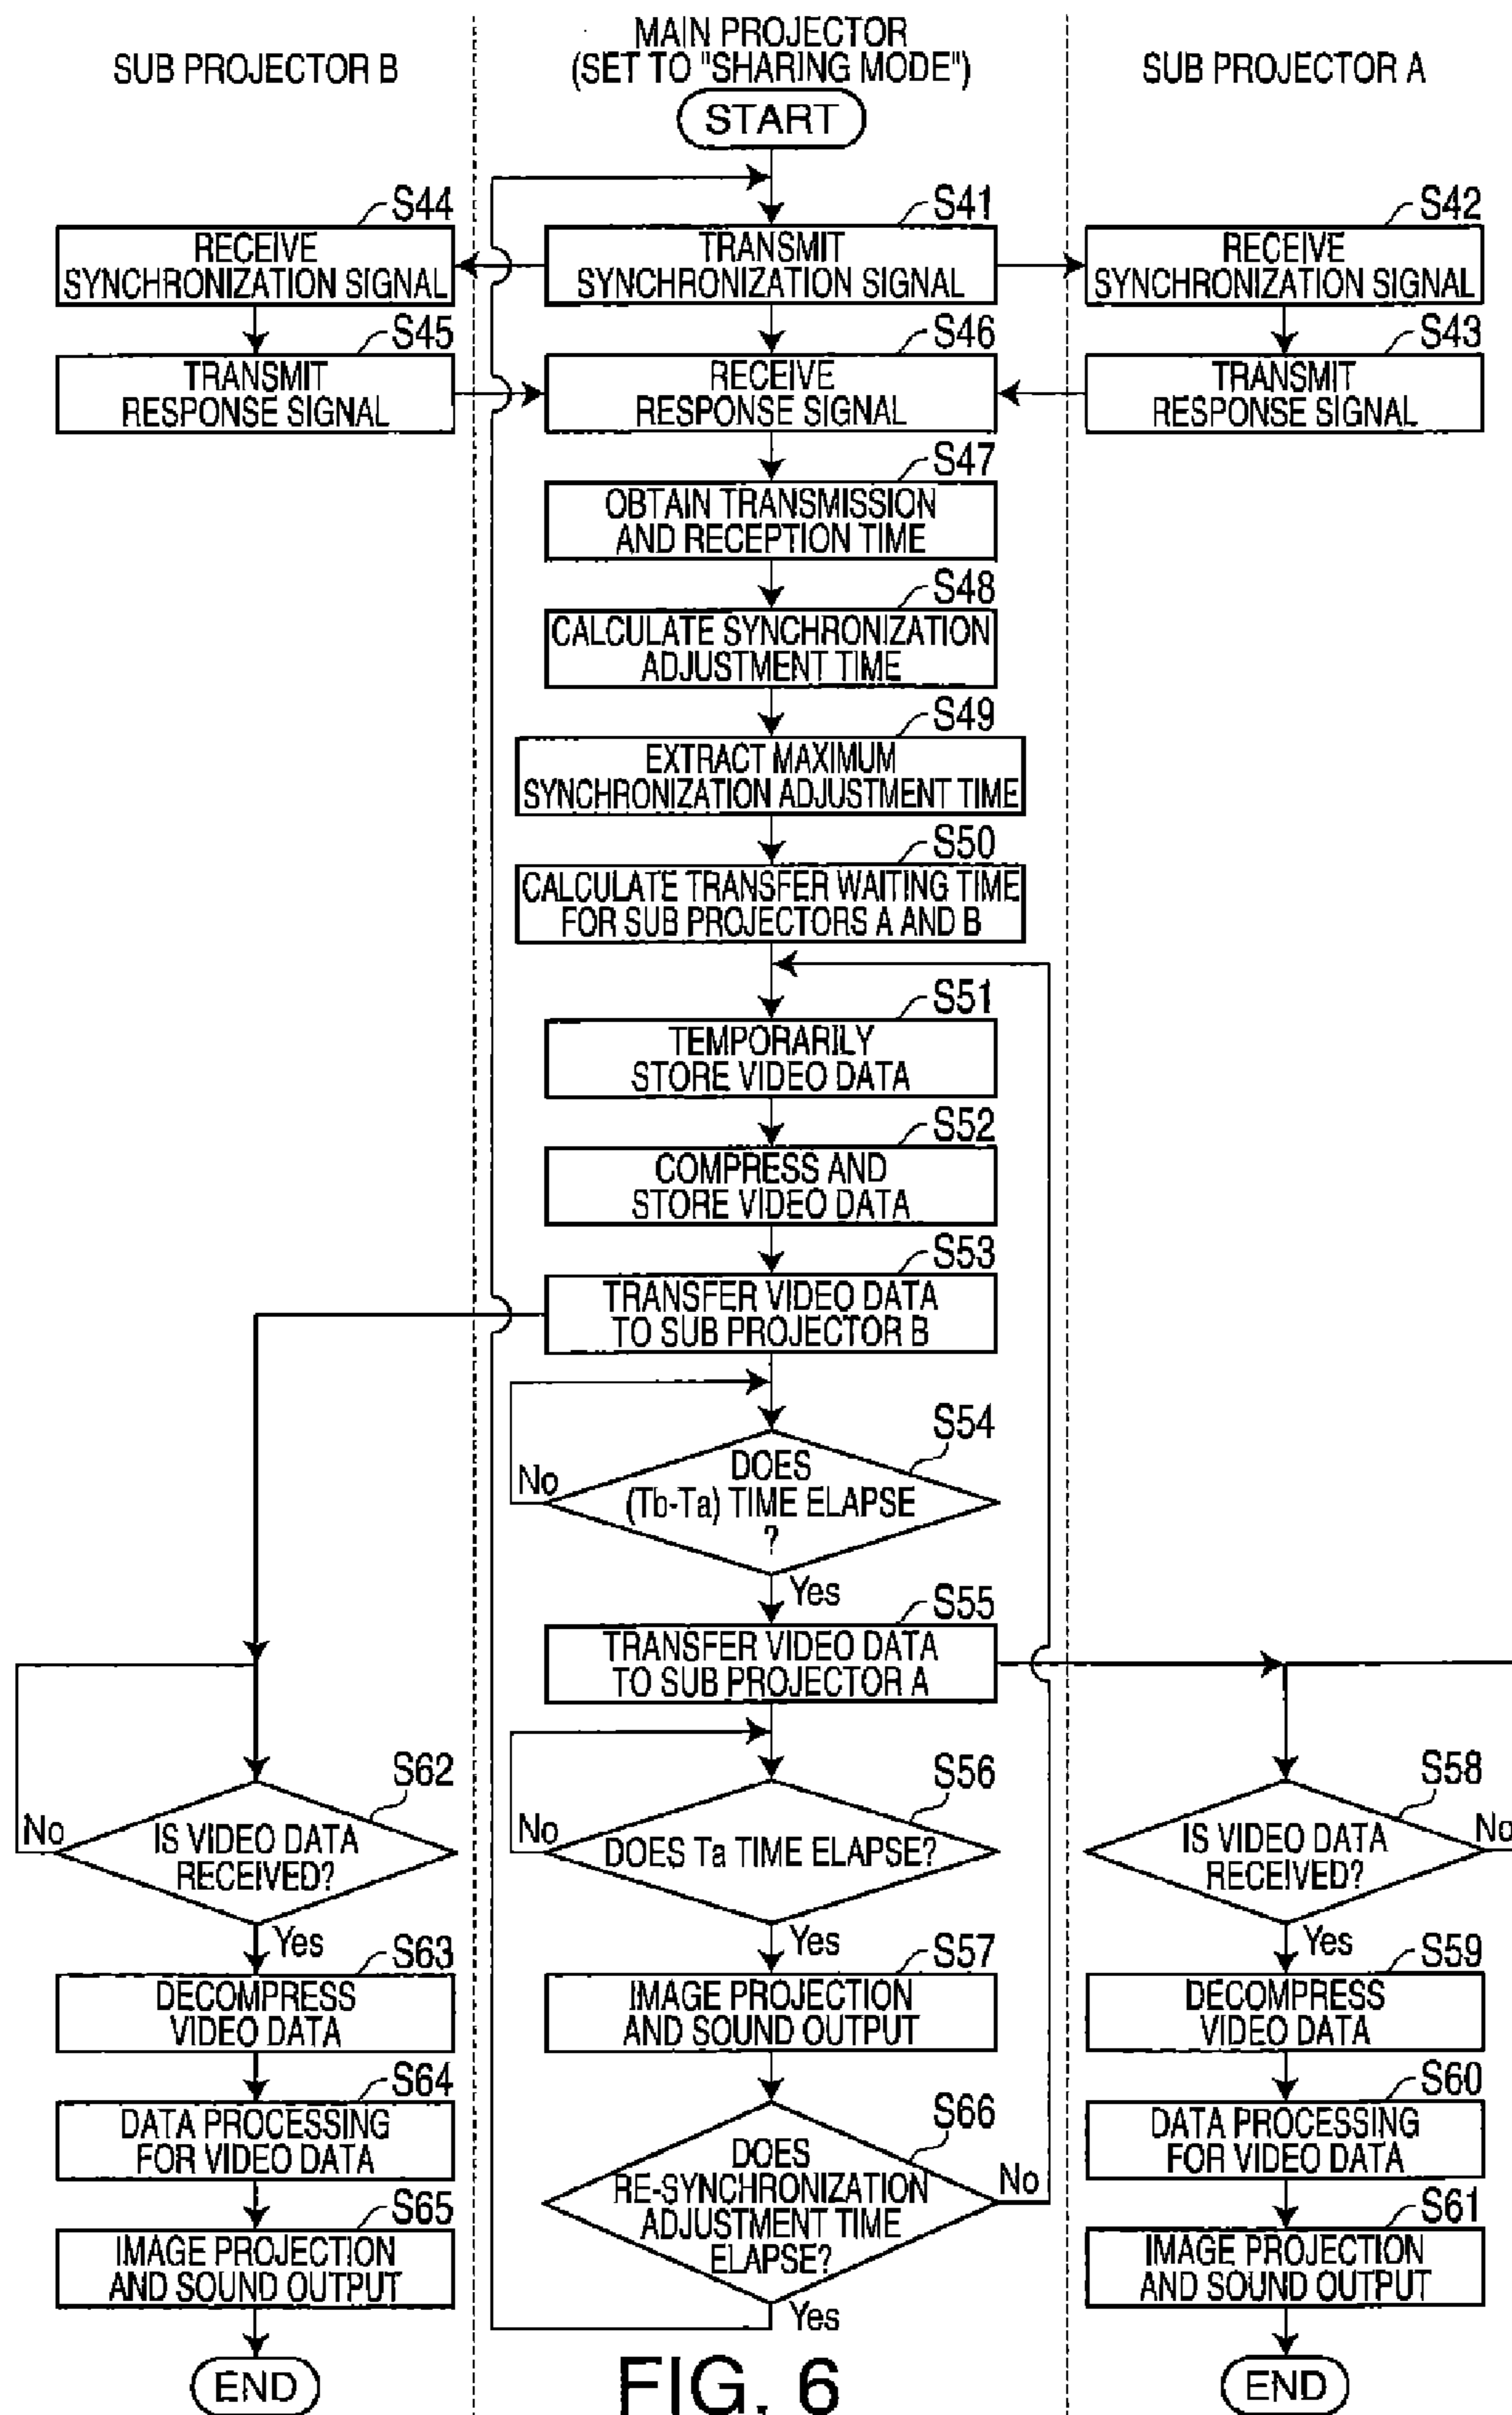 SUB PROJECTOR B
MAIN PROJECTOR
(SET TO "SHARING MODE")
SUB PROJECTOR A
START
S44
RECEIVE
SYNCHRONIZATION SIGNAL
S41
TRANSMIT
SYNCHRONIZATION SIGNAL
S42
RECEIVE
SYNCHRONIZATION SIGNAL
S45
TRANSMIT
RESPONSE SIGNAL
S46
RECEIVE
RESPONSE SIGNAL
S43
TRANSMIT
RESPONSE SIGNAL
S47
OBTAIN TRANSMISSION
AND RECEPTION TIME
S48
CALCULATE SYNCHRONIZATION
ADJUSTMENT TIME
S49
EXTRACT MAXIMUM
SYNCHRONIZATION ADJUSTMENT TIME
S50
CALCULATE TRANSFER WAITING TIME
FOR SUB PROJECTORS A AND B
S51
TEMPORARILY
STORE VIDEO DATA
S52
COMPRESS AND
STORE VIDEO DATA
S53
TRANSFER VIDEO DATA
TO SUB PROJECTOR B
S54
DOES
(Tb-Ta) TIME ELAPSE
?
No
Yes
S55
TRANSFER VIDEO DATA
TO SUB PROJECTOR A
S62
IS VIDEO DATA
RECEIVED?
No
Yes
S56
DOES Ta TIME ELAPSE?
No
Yes
S58
IS VIDEO DATA
RECEIVED?
No
Yes
S63
DECOMPRESS
VIDEO DATA
S57
IMAGE PROJECTION
AND SOUND OUTPUT
S59
DECOMPRESS
VIDEO DATA
S64
DATA PROCESSING
FOR VIDEO DATA
S66
DOES
RE-SYNCHRONIZATION
ADJUSTMENT TIME
ELAPSE?
No
Yes
S60
DATA PROCESSING
FOR VIDEO DATA
S65
IMAGE PROJECTION
AND SOUND OUTPUT
S61
IMAGE PROJECTION
AND SOUND OUTPUT
END
FIG. 6
END